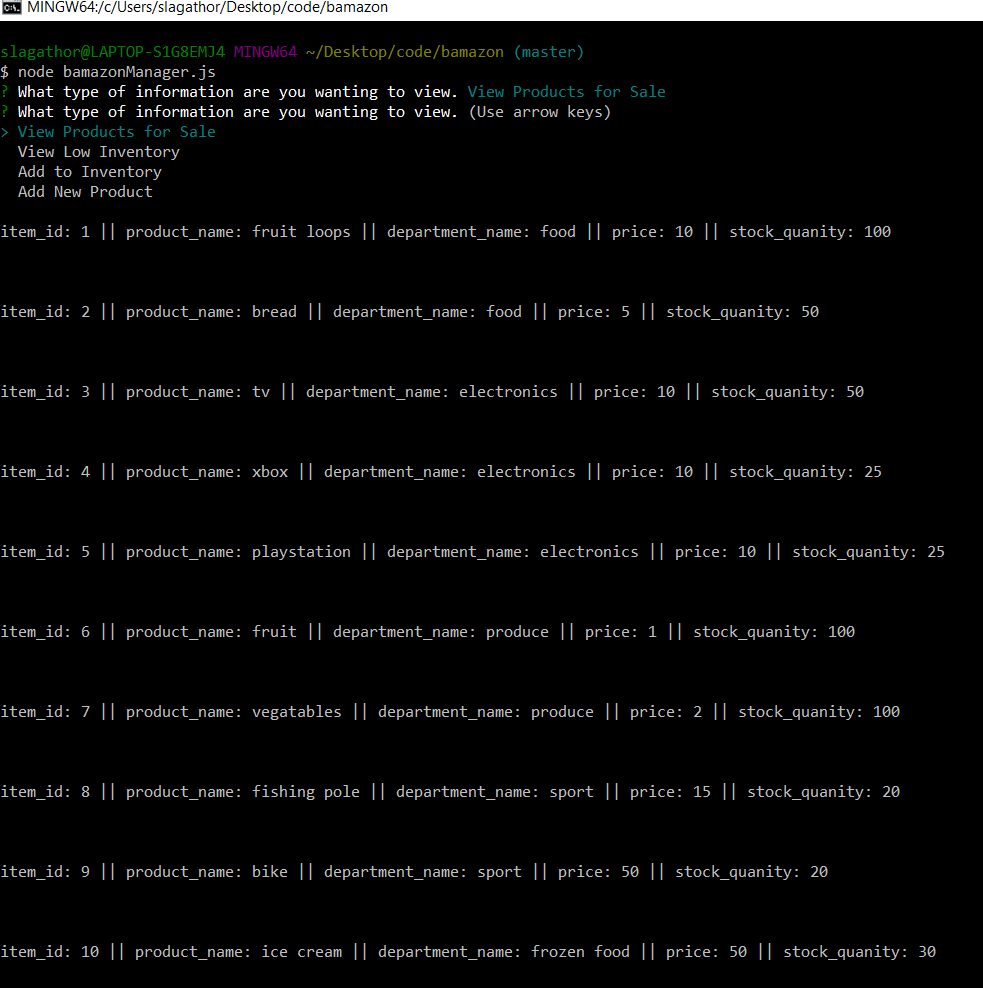 MINGW64:/c/Users/slagathor/Desktop/code/bamazon
slagathor@LAPTOP-S1G8EMJ4 MINGW64 ~/Desktop/code/bamazon (master)
$ node bamazonManager.js
? What type of information are you wanting to view. View Products for Sale
? What type of information are you wanting to view. (Use arrow keys)
> View Products for Sale
View Low Inventory
Add to Inventory
Add New Product
item_id: 1 || product_name: fruit loops || department_name: food || price: 10 || stock_quanity: 100
item_id: 2 || product_name: bread || department_name: food || price: 5 || stock_quanity: 50
item_id: 3 || product_name: tv || department_name: electronics || price: 10 || stock_quanity: 50
item_id: 4 || product_name: xbox || department_name: electronics || price: 10 || stock_quanity: 25
item_id: 5 || product_name: playstation || department_name: electronics || price: 10 || stock_quanity: 25
item_id: 6 || product_name: fruit || department_name: produce || price: 1 || stock_quanity: 100
item_id: 7 || product_name: vegatables || department_name: produce || price: 2 || stock_quanity: 100
item_id: 8 || product_name: fishing pole || department_name: sport || price: 15 || stock_quanity: 20
item_id: 9 || product_name: bike || department_name: sport || price: 50 || stock_quanity: 20
item_id: 10 || product_name: ice cream || department_name: frozen food || price: 50 || stock_quanity: 30